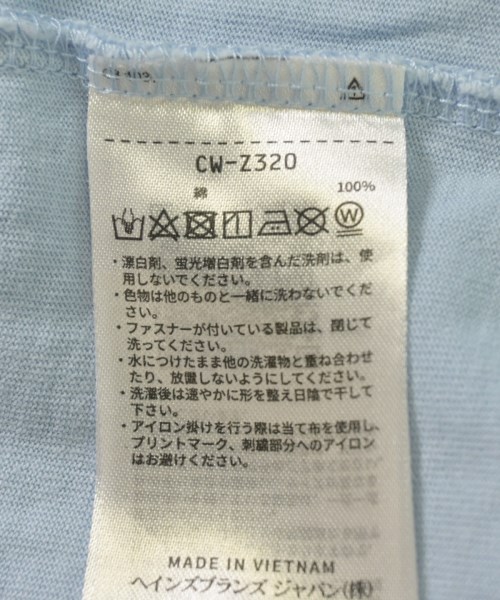 CW-Z320
綿 100%
W
・漂白剤、蛍光増白剤を含んだ洗剤は、使
用しないでください。
・色物は他のものと一緒に洗わないでくだ
さい。
・ファスナーが付いている製品は、閉じて
洗ってください。
・水につけたまま他の洗濯物と重ね合わせ
たり、放置しないようにしてください。
・洗濯後は速やかに形を整え日陰で干して
下さい。
・アイロン掛けを行う際は当て布を使用し、
プリントマーク、刺繍部分へのアイロン
はお避けください。
MADE IN VIETNAM
ヘインズブランズ ジャパン(株)